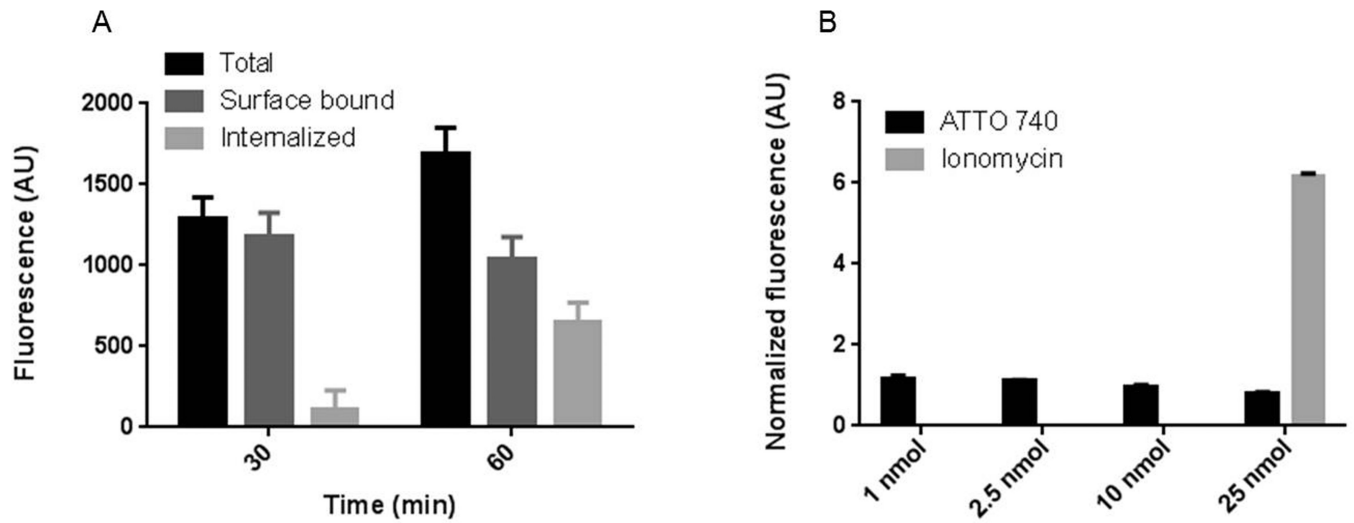 A
Total
Surface bound
Internalized
2000
1500
1000
500
0
Fluorescence (AU)
30
60
Time (min)
B
ATTO 740
Ionomycin
8
6
4
2
0
Normalized fluorescence (AU)
1 nmol
2.5 nmol
10 nmol
25 nmol